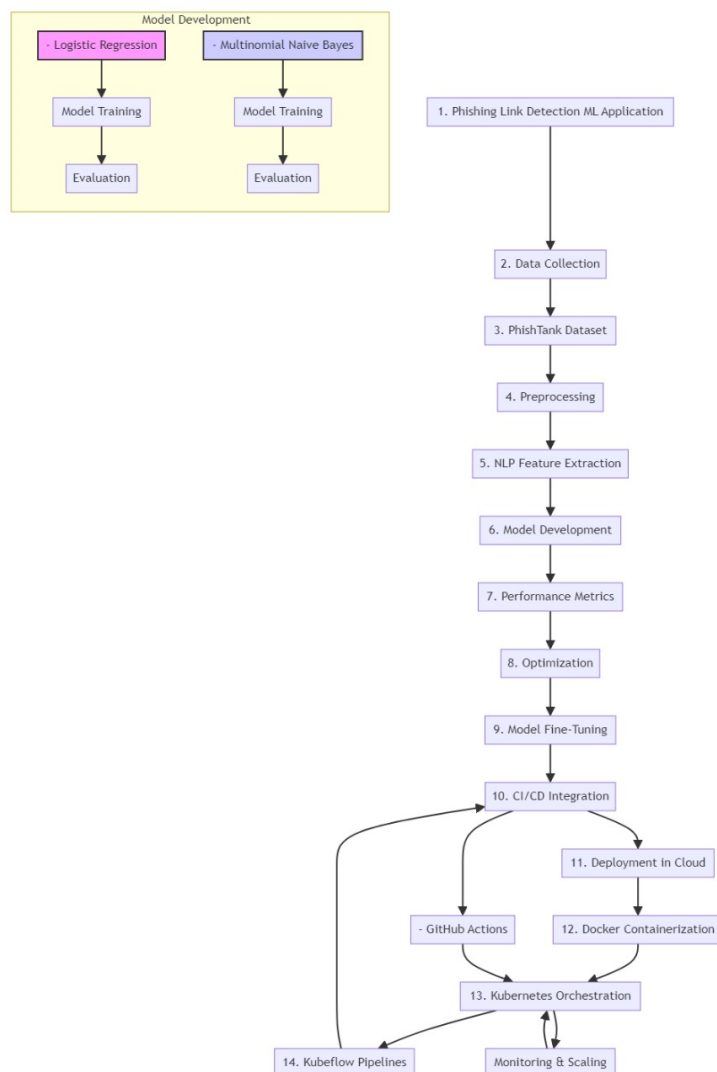 Model Development
- Logistic Regression
- Multinomial Naive Bayes
Model Training
Model Training
Evaluation
Evaluation
1. Phishing Link Detection ML Application
2. Data Collection
3. PhishTank Dataset
4. Preprocessing
5. NLP Feature Extraction
6. Model Development
7. Performance Metrics
8. Optimization
9. Model Fine-Tuning
10. CI/CD Integration
11. Deployment in Cloud
- GitHub Actions
12. Docker Containerization
13. Kubernetes Orchestration
14. Kubeflow Pipelines
Monitoring & Scaling